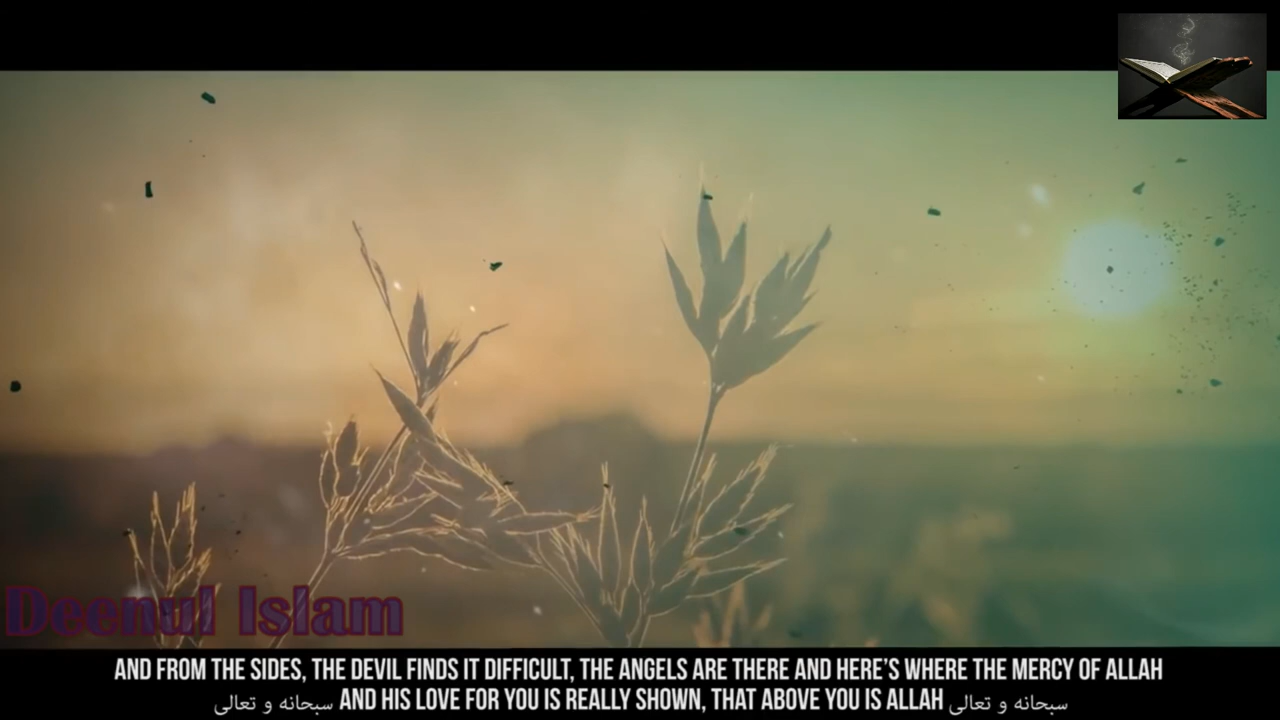 Deenul Islam
AND FROM THE SIDES, THE DEVIL FINDS IT DIFFICULT, THE ANGELS ARE THERE AND HERE'S WHERE THE MERCY OF ALLAH
سبحانه و تعالى AND HIS LOVE FOR YOU IS REALLY SHOWN, THAT ABOVE YOU IS ALLAH سبحانه و تعالى